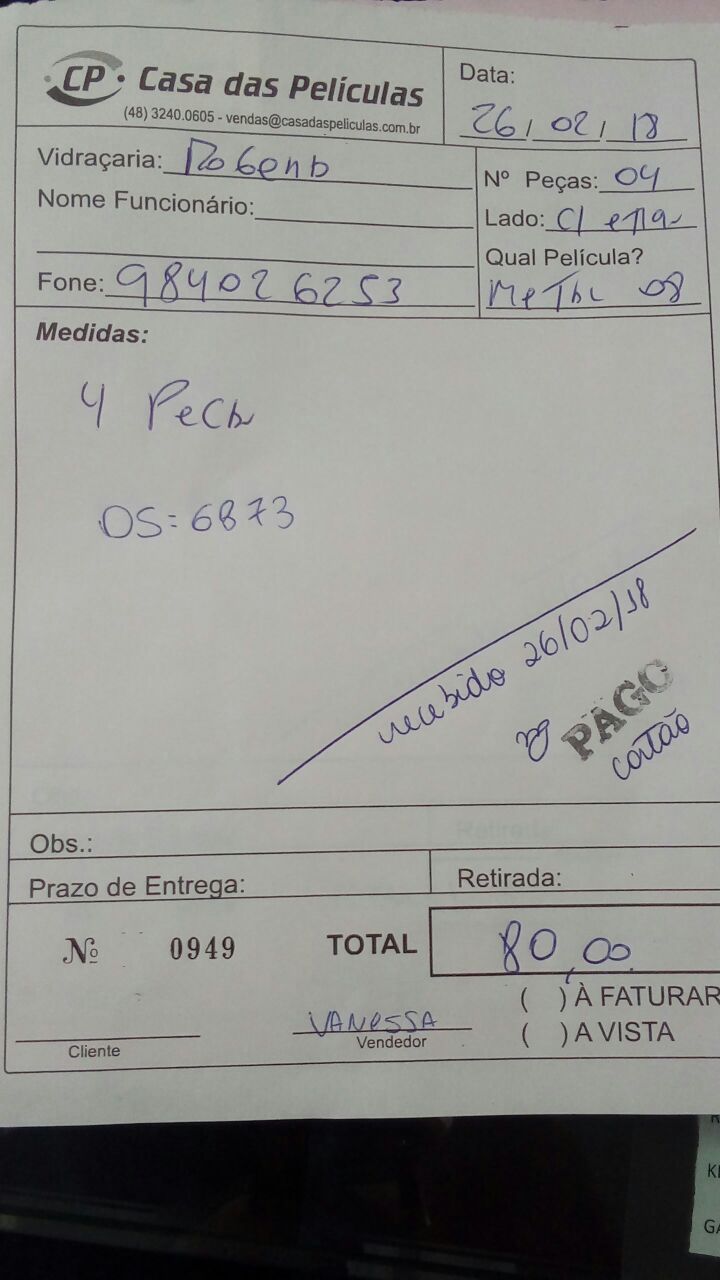 CP Casa das Películas
(48) 3240.0605 - vendas@casadaspeliculas.com.br
Data:
26/02/18
Vidraçaria:
Nome Funcionário:
Fone: 984026253
Nº Peças: 04
Lado: C/
Qual Película?
08
Medidas:
4
OS=6873
recebido 26/02/18
PAGO
cartão
Obs.:
Prazo de Entrega:
Retirada:
Nº 0949
TOTAL 80,00
( ) À FATURAR
( ) A VISTA
VANESSA
Cliente
Vendedor